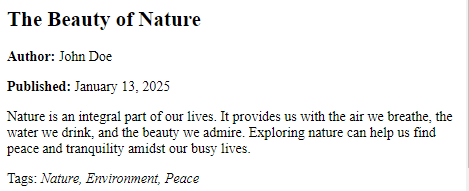 The Beauty of Nature
Author: John Doe
Published: January 13, 2025
Nature is an integral part of our lives. It provides us with the air we breathe, the
water we drink, and the beauty we admire. Exploring nature can help us find
peace and tranquility amidst our busy lives.
Tags: Nature, Environment, Peace